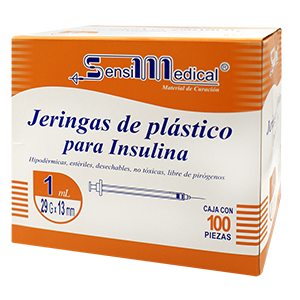 SensiMedical®
Material de Curación
Jeringas de plástico
para Insulina
Hipodérmicas, estériles, desechables, no tóxicas, libre de pirógenos
1
mL.
29 G x 13 mm
CAJA CON
100
PIEZAS